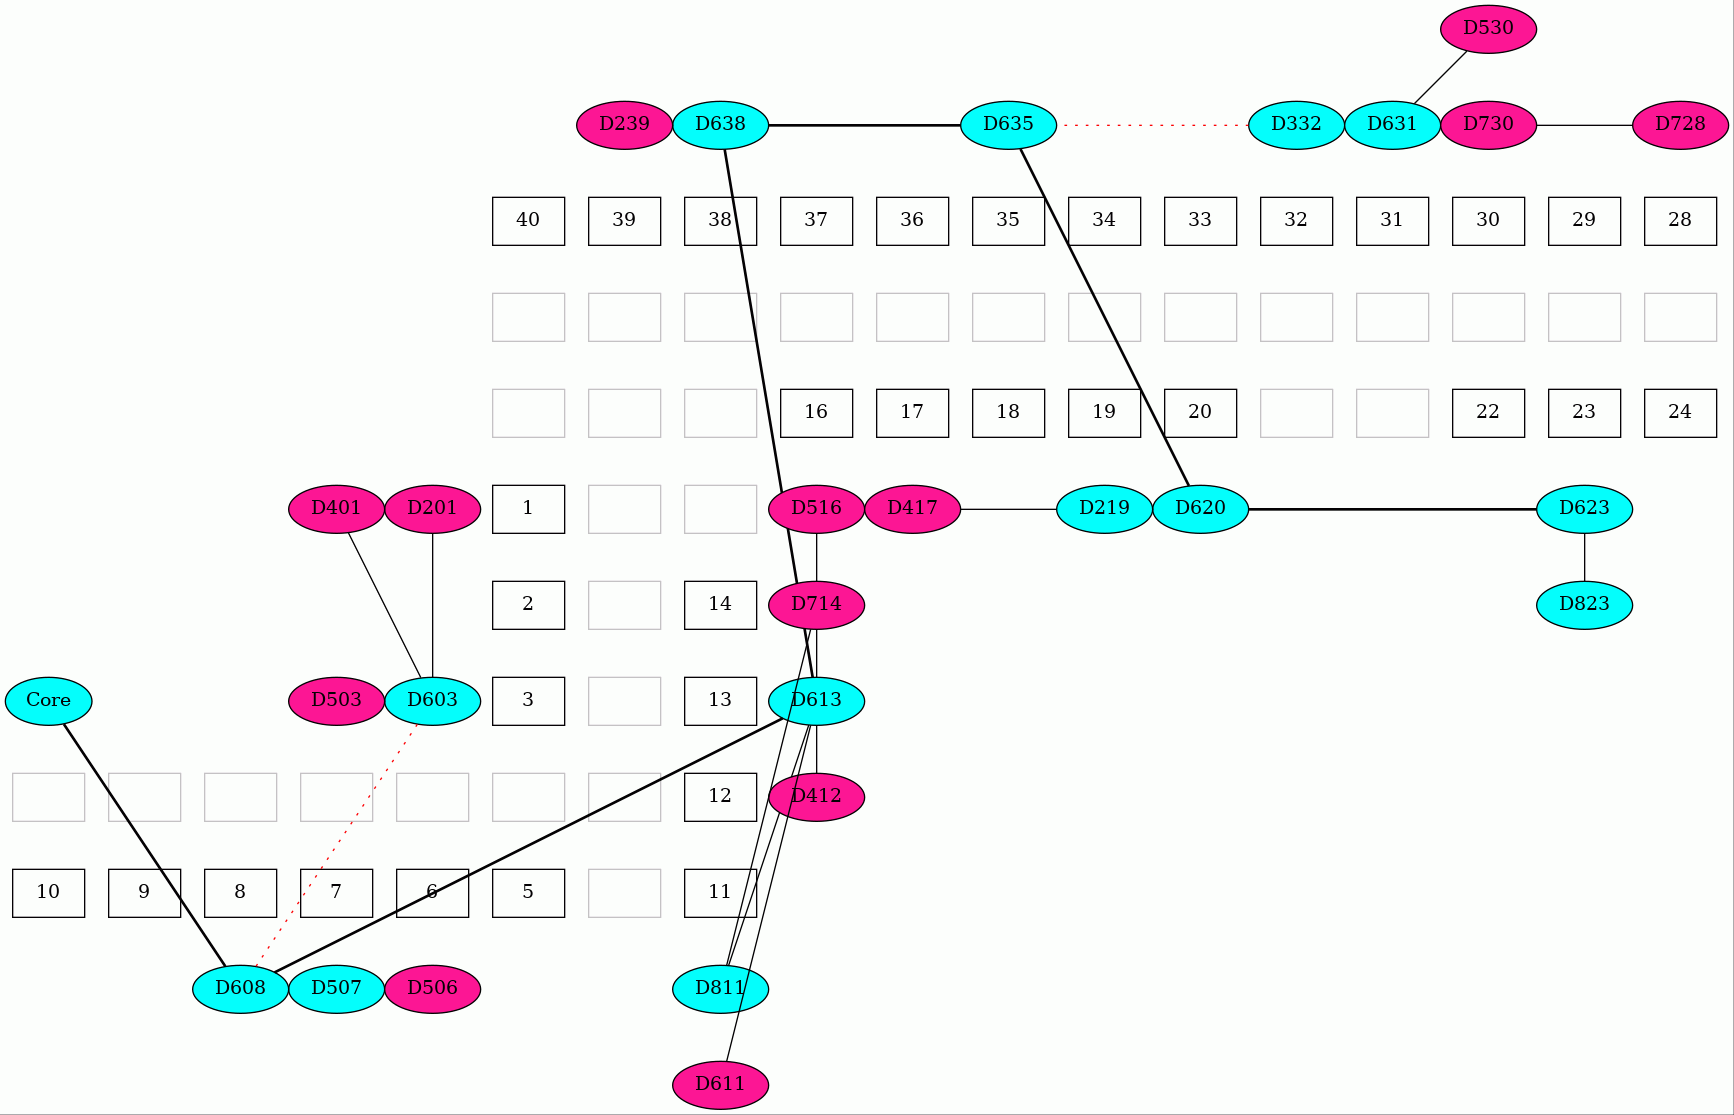 D530
D239 D638 D635 D332 D631 D730 D728
40 39 38 37 36 35 34 33 32 31 30 29 28
16 17 18 19 20 22 23 24
D401 D201 1 D516 D417 D219 D620 D623
2 14 D714 D823
Core D503 D603 3 13 D613
12 D412
10 9 8 7 6 5 11
D608 D507 D506 D811
D611